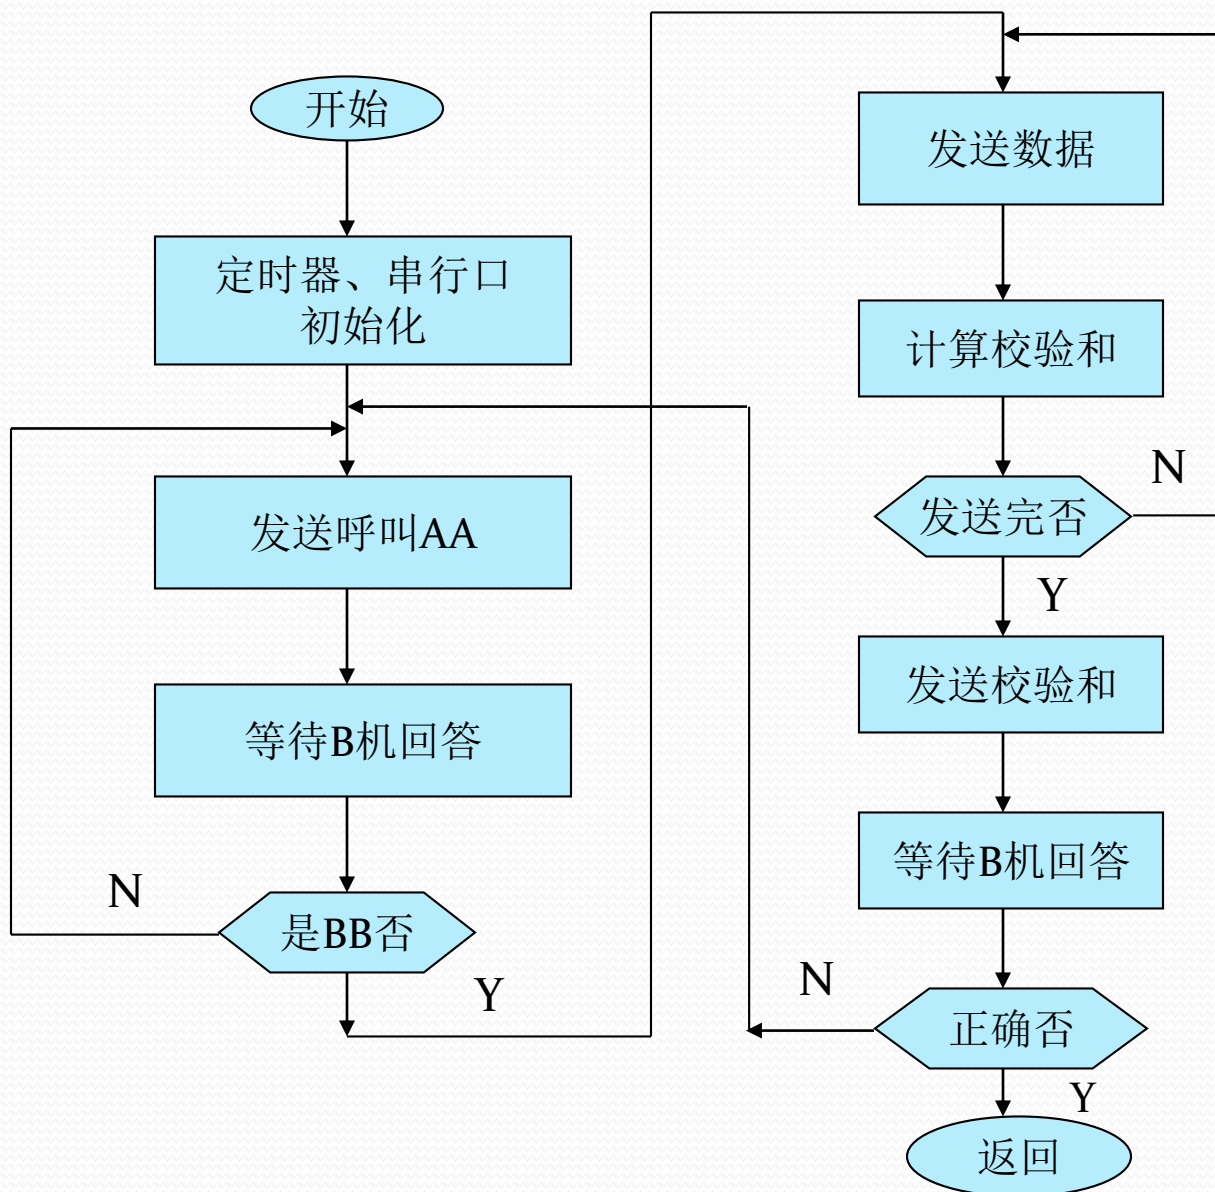 开始
定时器、串行口
初始化
发送呼叫AA
等待B机回答
N
是BB否
Y
发送数据
计算校验和
N
发送完否
Y
发送校验和
等待B机回答
N
正确否
Y
返回